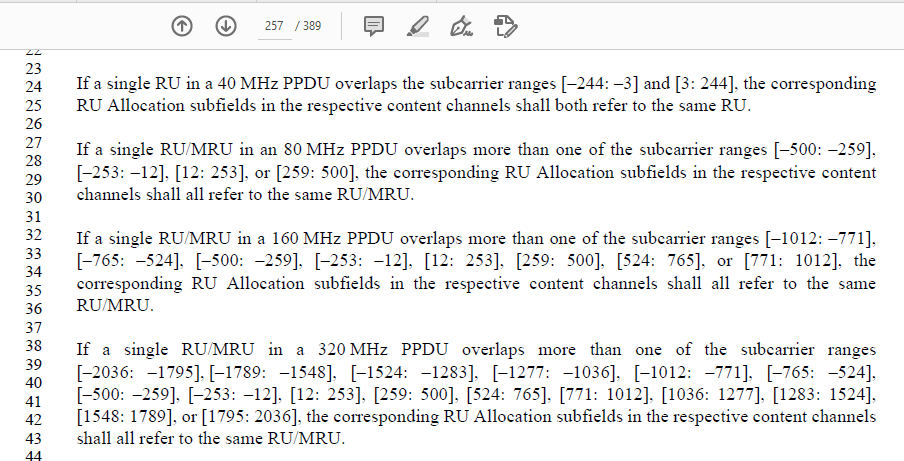 257 / 389
22
23
24 If a single RU in a 40 MHz PPDU overlaps the subcarrier ranges [–244: –3] and [3: 244], the corresponding
25 RU Allocation subfields in the respective content channels shall both refer to the same RU.
26
27 If a single RU/MRU in an 80 MHz PPDU overlaps more than one of the subcarrier ranges [–500: –259],
28
29 [–253: –12], [12: 253], or [259: 500], the corresponding RU Allocation subfields in the respective content
30 channels shall all refer to the same RU/MRU.
31
32 If a single RU/MRU in a 160 MHz PPDU overlaps more than one of the subcarrier ranges [–1012: –771],
33 [–765: –524], [–500: –259], [–253: –12], [12: 253], [259: 500], [524: 765], or [771: 1012], the
34
35 corresponding RU Allocation subfields in the respective content channels shall all refer to the same
36 RU/MRU.
37
38 If a single RU/MRU in a 320 MHz PPDU overlaps more than one of the subcarrier ranges
39 [–2036: –1795], [–1789: –1548], [–1524: –1283], [–1277: –1036], [–1012: –771], [–765: –524],
40
41 [–500: –259], [–253: –12], [12: 253], [259: 500], [524: 765], [771: 1012], [1036: 1277], [1283: 1524],
42 [1548: 1789], or [1795: 2036], the corresponding RU Allocation subfields in the respective content channels
43 shall all refer to the same RU/MRU.
44